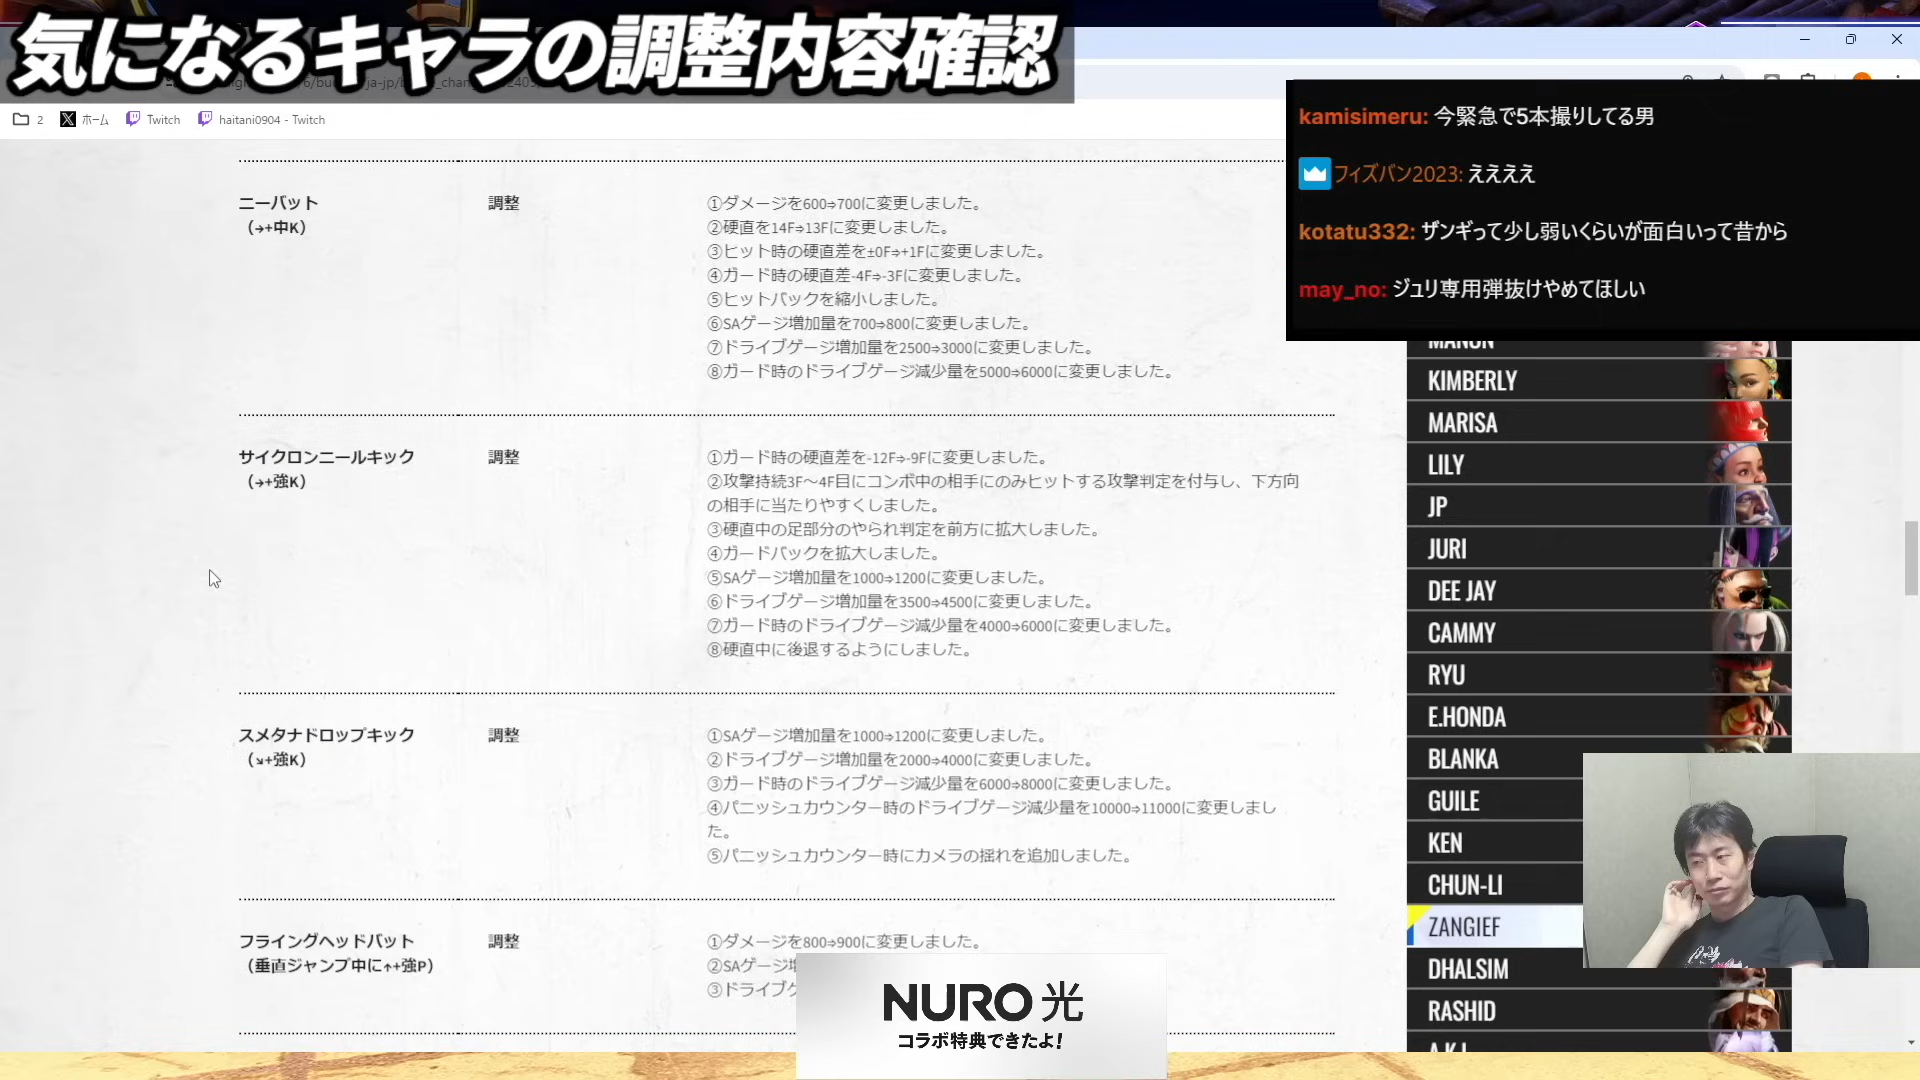 気になるキャラの調整内容確認
2
ホーム
Twitch
haitani0904 - Twitch
kamisimeru: 今緊急で5本撮りしてる男
フィズバン2023: ええええ
kotatu332: ザンギって少し弱いくらいが面白いって昔から
may_no: ジュリ専用弾抜けやめてほしい
ニーバット
（→+中K）
調整
①ダメージを600⇒700に変更しました。
②硬直を14F⇒13Fに変更しました。
③ヒット時の硬直差を±0F⇒+1Fに変更しました。
④ガード時の硬直差-4F⇒-3Fに変更しました。
⑤ヒットバックを縮小しました。
⑥SAゲージ増加量を700⇒800に変更しました。
⑦ドライブゲージ増加量を2500⇒3000に変更しました。
⑧ガード時のドライブゲージ減少量を5000⇒6000に変更しました。
サイクロンニールキック
（→+強K）
調整
①ガード時の硬直差を-12F⇒-9Fに変更しました。
②攻撃持続3F～4F目にコンボ中の相手にのみヒットする攻撃判定を付与し、下方向
の相手に当たりやすくしました。
③硬直中の足部分のやられ判定を前方に拡大しました。
④ガードバックを拡大しました。
⑤SAゲージ増加量を1000⇒1200に変更しました。
⑥ドライブゲージ増加量を3500⇒4500に変更しました。
⑦ガード時のドライブゲージ減少量を4000⇒6000に変更しました。
⑧硬直中に後退するようにしました。
スメタナドロップキック
（↘+強K）
調整
①SAゲージ増加量を1000⇒1200に変更しました。
②ドライブゲージ増加量を2000⇒4000に変更しました。
③ガード時のドライブゲージ減少量を6000⇒8000に変更しました。
④パニッシュカウンター時のドライブゲージ減少量を10000⇒11000に変更しまし
た。
⑤パニッシュカウンター時にカメラの揺れを追加しました。
フライングヘッドバット
（垂直ジャンプ中に↑+強P）
調整
①ダメージを800⇒900に変更しました。
②SAゲージ増
③ドライブゲ
MANON
KIMBERLY
MARISA
LILY
JP
JURI
DEE JAY
CAMMY
RYU
E.HONDA
BLANKA
GUILE
KEN
CHUN-LI
ZANGIEF
DHALSIM
RASHID
A.K.I.
NURO 光
コラボ特典できたよ!